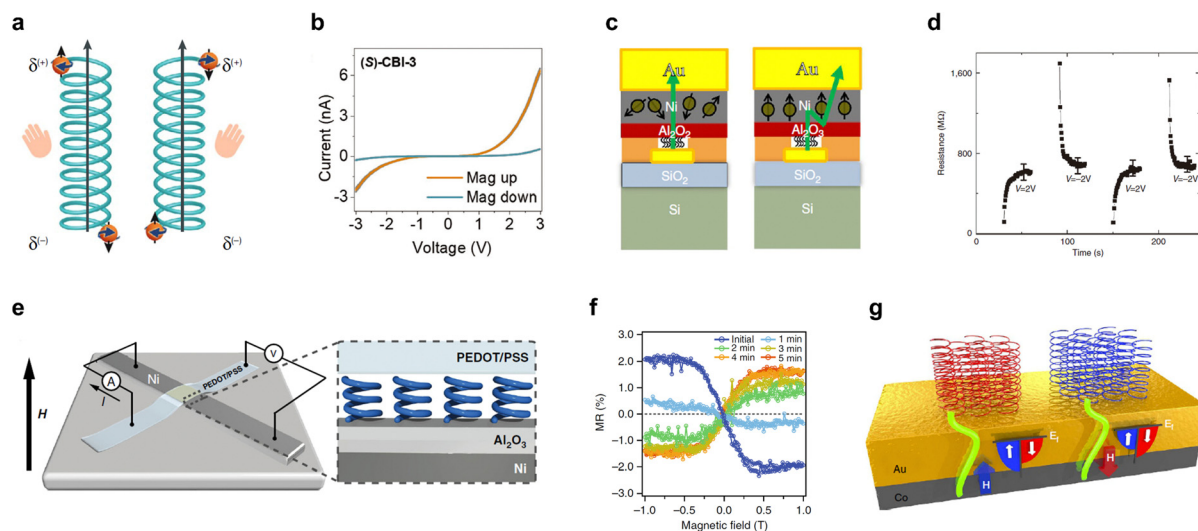 a
δ(+)
δ(+)
δ(−)
δ(−)
b
(S)-CBI-3
6
3
0
-3
Current (nA)
Mag up
Mag down
-3 -2 -1 0 1 2 3
Voltage (V)
c
Au
Ni
Al₂O₂
SiO₂
Si
Au
Ni
Al₂O₃
SiO₂
Si
d
1,600
1,200
800
400
0
Resistance (MΩ)
V=2V
V=−2V
V=2V
V=−2V
0 100 200
Time (s)
e
H
A
I
Ni
PEDOT/PSS
V
PEDOT/PSS
Al₂O₃
Ni
f
3.0
2.0
1.0
0.0
−1.0
−2.0
−3.0
MR (%)
Initial 1 min
2 min 3 min
4 min 5 min
−1.0 −0.5 0.0 0.5 1.0
Magnetic field (T)
g
Ef
Ef
Au
H
H
Co